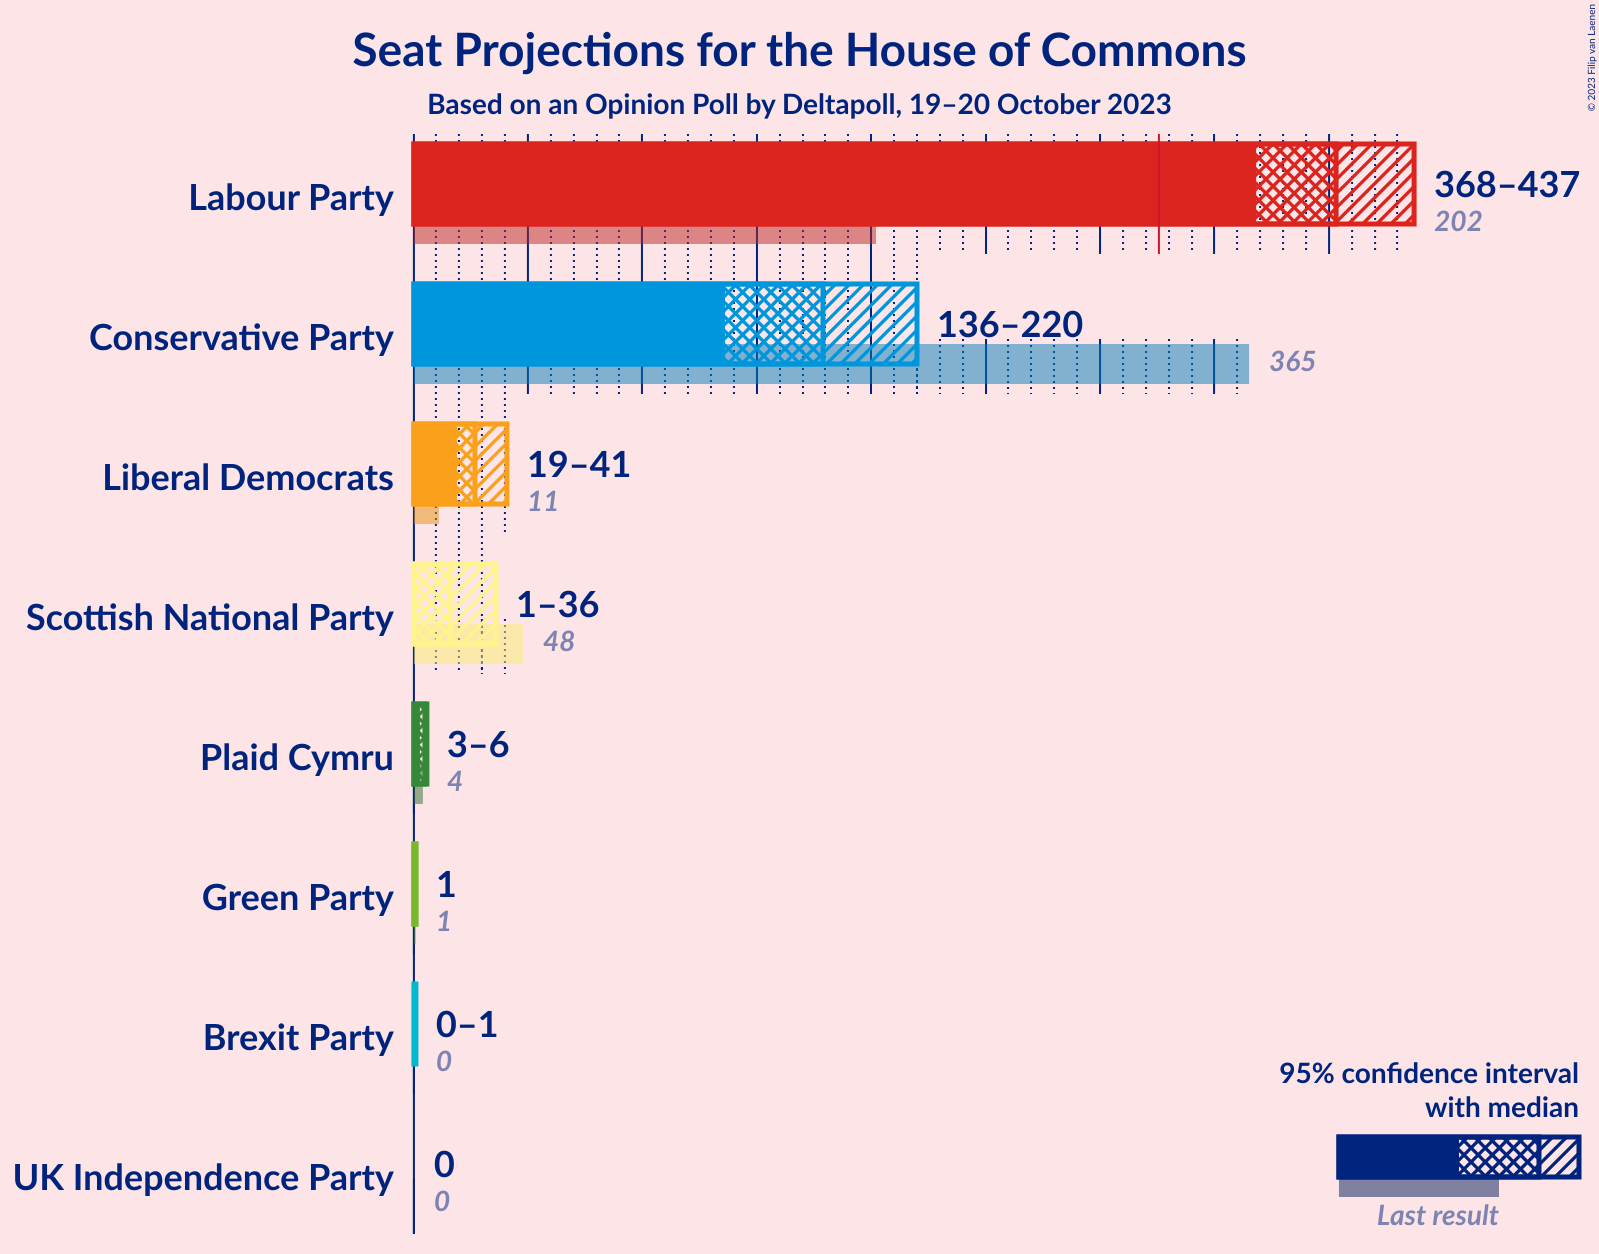 Seat Projections for the House of Commons
Based on an Opinion Poll by Deltapoll, 19–20 October 2023
© 2023 Filip van Laenen
Labour Party
368–437
202
Conservative Party
136–220
365
Liberal Democrats
19–41
11
Scottish National Party
1–36
48
Plaid Cymru
3–6
4
Green Party
1
1
Brexit Party
0–1
0
UK Independence Party
0
0
95% confidence interval
with median
Last result